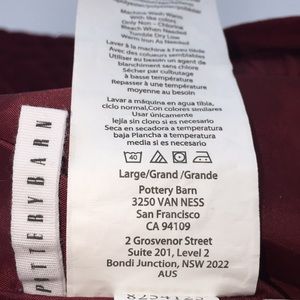 Machine Wash Warm
with like colors
Only Non - Chlorine
Bleach When Needed
Tumble Dry Low
Warm Iron As Needed
Laver à la machine à l'eau tiède
avec des couleurs semblables
Utiliser au besoin un agent de
blanchiment sans chlore
Sécher par culbutage
à basse température
Repasser à une température
moyenne au besoin
Lavar a máquina en agua tibia,
ciclo normal,Con colores similares
Usar únicamente
lejía sin cloro si es necesario
Seca en secadora a temperatura
baja Plancha a temperatura
media si es necesario
40
Large/Grand/Grande
Pottery Barn
3250 VAN NESS
San Francisco
CA 94109
2 Grosvenor Street
Suite 201, Level 2
Bondi Junction, NSW 2022
AUS